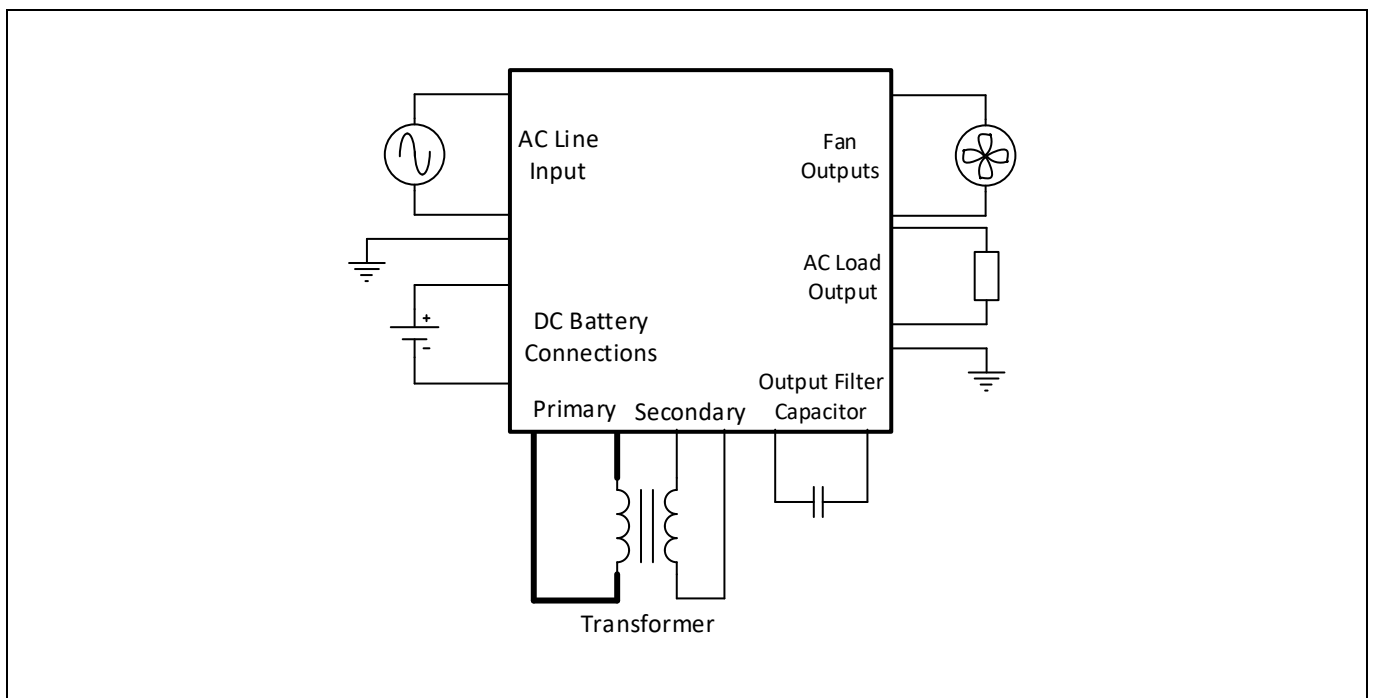 AC Line
Input
Fan
Outputs
AC Load
Output
+
-
DC Battery
Connections
Output Filter
Capacitor
Primary
Secondary
Transformer